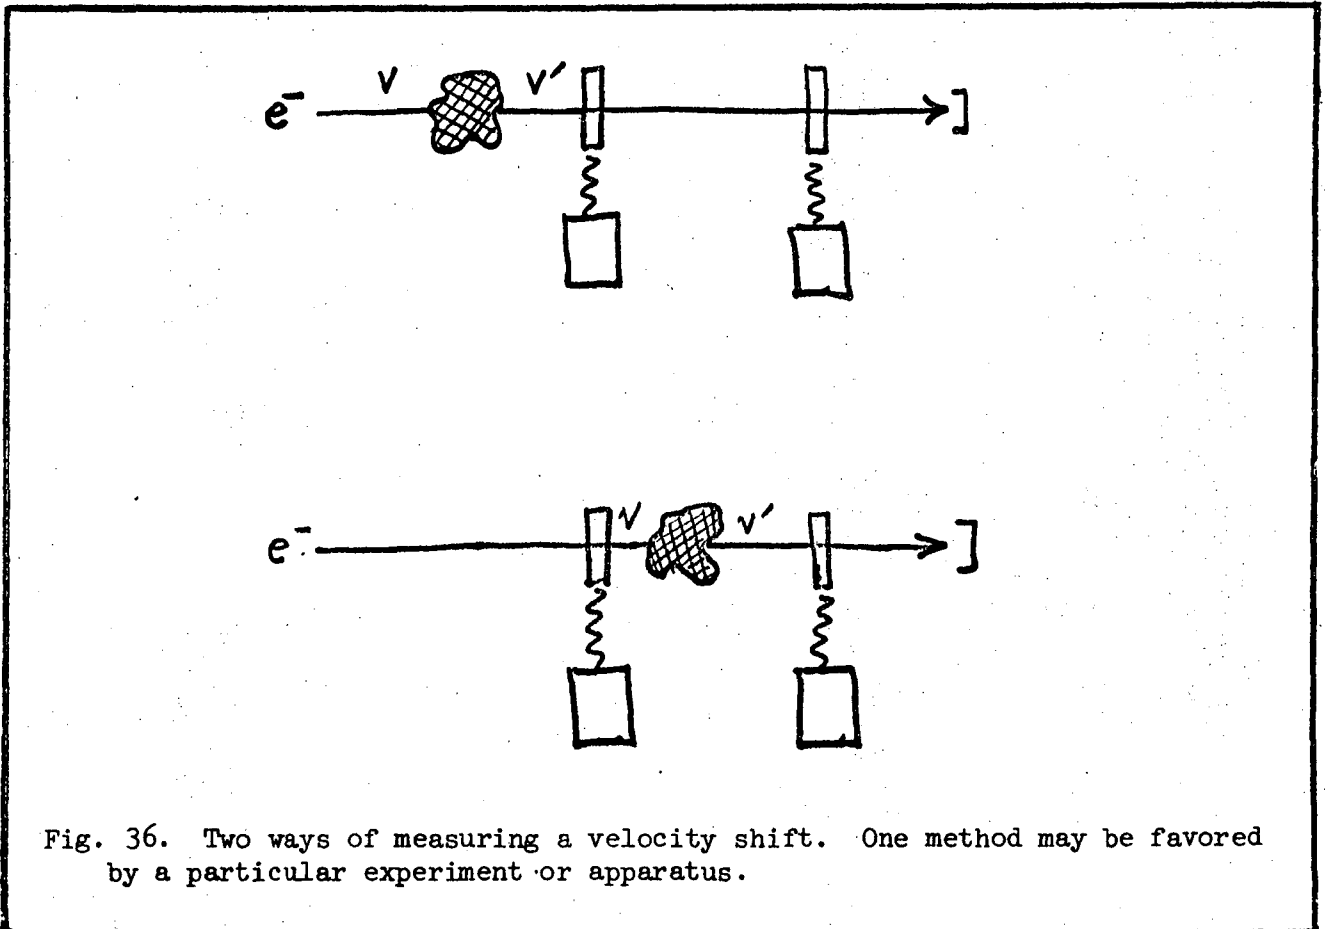 V V′
e⁻ ]
V V′
e⁻ ]
Fig. 36. Two ways of measuring a velocity shift. One method may be favored
by a particular experiment or apparatus.